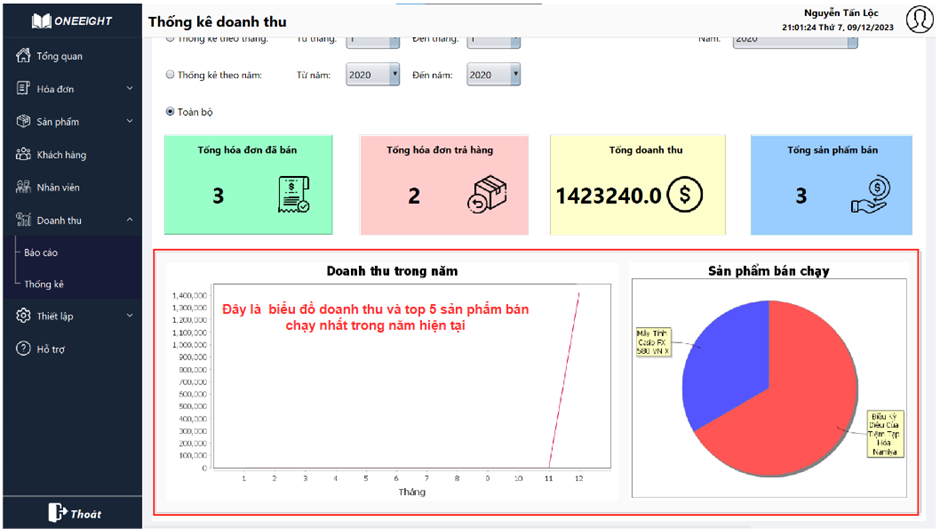 ONEEIGHT
Thống kê doanh thu
Nguyễn Tấn Lộc
21:01:24 Thứ 7, 09/12/2023
Tổng quan
Hóa đơn
Sản phẩm
Khách hàng
Nhân viên
Doanh thu
Báo cáo
Thống kê
Thiết lập
Hỗ trợ
Thoát
Thống kê theo tháng: Từ tháng: 1 Đến tháng: 1 Năm: 2020
Thống kê theo năm: Từ năm: 2020 Đến năm: 2020
Toàn bộ
Tổng hóa đơn đã bán
3
Tổng hóa đơn trả hàng
2
Tổng doanh thu
1423240.0
Tổng sản phẩm bán
3
Doanh thu trong năm
Đây là biểu đồ doanh thu và top 5 sản phẩm bán
chạy nhất trong năm hiện tại
1,400,000
1,300,000
1,200,000
1,100,000
1,000,000
900,000
800,000
700,000
600,000
500,000
400,000
300,000
200,000
100,000
0
1 2 3 4 5 6 7 8 9 10 11 12
Tháng
Sản phẩm bán chạy
Máy Tính
Casio FX
580 VN X
Điều Kỳ
Diệu Của
Tiệm Tạp
Hóa
Namiya